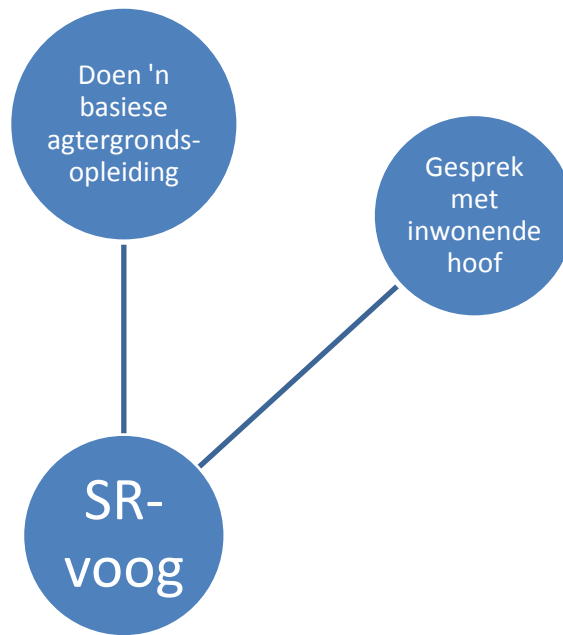 Doen 'n
basiese
agtergronds-
opleiding
Gesprek
met
inwonende
hoof
SR-
voog